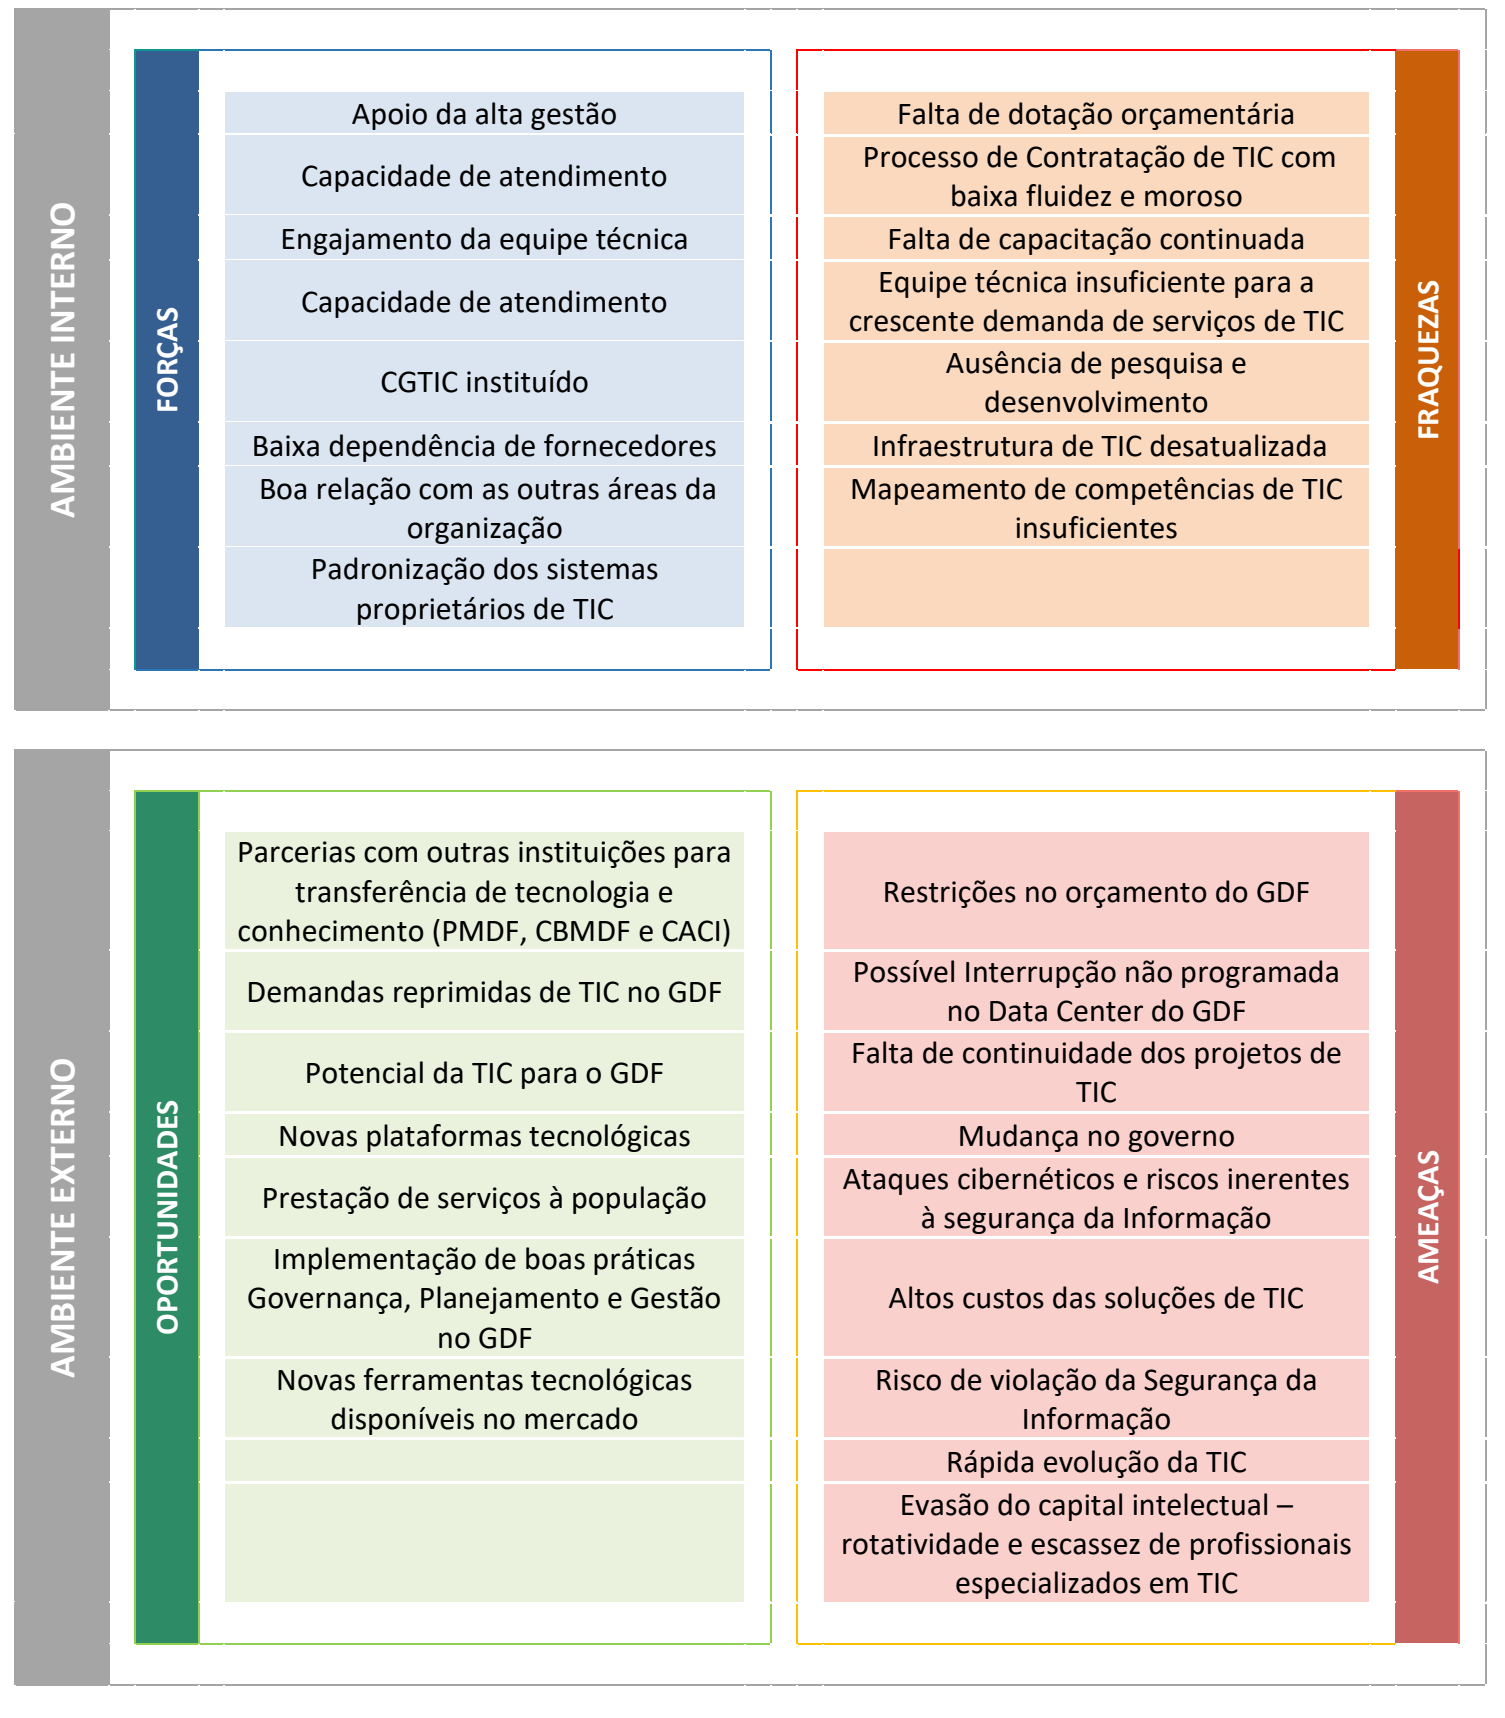 AMBIENTE INTERNO
FORÇAS
Apoio da alta gestão
Capacidade de atendimento
Engajamento da equipe técnica
Capacidade de atendimento
CGTIC instituído
Baixa dependência de fornecedores
Boa relação com as outras áreas da
organização
Padronização dos sistemas
proprietários de TIC
Falta de dotação orçamentária
Processo de Contratação de TIC com
baixa fluidez e moroso
Falta de capacitação continuada
Equipe técnica insuficiente para a
crescente demanda de serviços de TIC
Ausência de pesquisa e
desenvolvimento
Infraestrutura de TIC desatualizada
Mapeamento de competências de TIC
insuficientes
FRAQUEZAS
AMBIENTE EXTERNO
OPORTUNIDADES
Parcerias com outras instituições para
transferência de tecnologia e
conhecimento (PMDF, CBMDF e CACI)
Demandas reprimidas de TIC no GDF
Potencial da TIC para o GDF
Novas plataformas tecnológicas
Prestação de serviços à população
Implementação de boas práticas
Governança, Planejamento e Gestão
no GDF
Novas ferramentas tecnológicas
disponíveis no mercado
Restrições no orçamento do GDF
Possível Interrupção não programada
no Data Center do GDF
Falta de continuidade dos projetos de
TIC
Mudança no governo
Ataques cibernéticos e riscos inerentes
à segurança da Informação
Altos custos das soluções de TIC
Risco de violação da Segurança da
Informação
Rápida evolução da TIC
Evasão do capital intelectual –
rotatividade e escassez de profissionais
especializados em TIC
AMEAÇAS